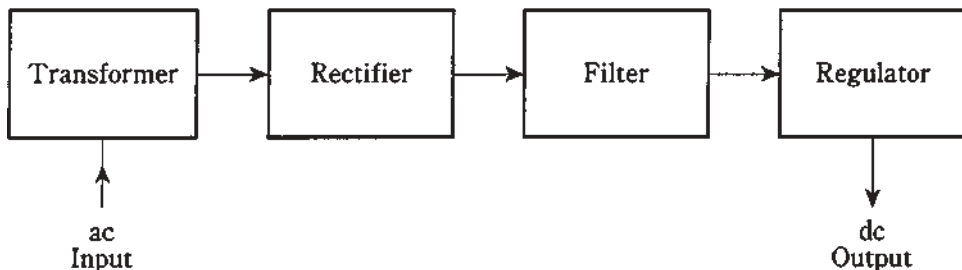 Transformer
Rectifier
Filter
Regulator
ac
Input
dc
Output